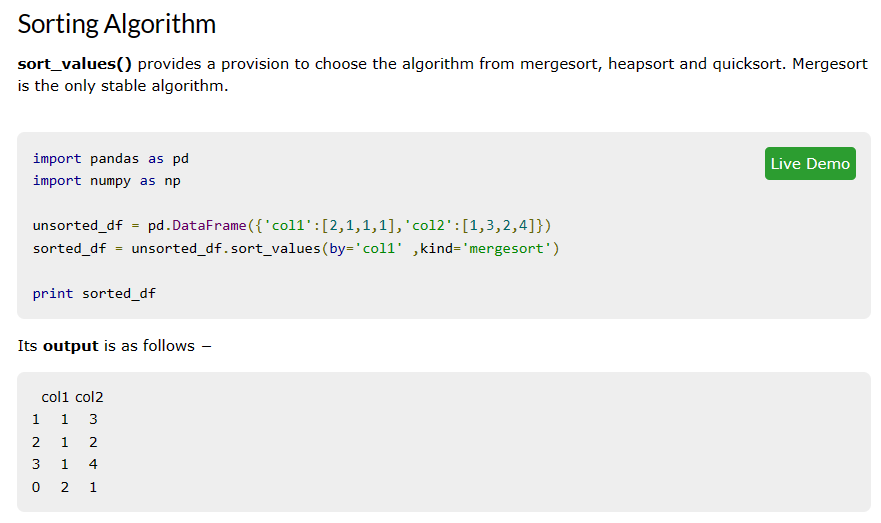 Sorting Algorithm
sort_values() provides a provision to choose the algorithm from mergesort, heapsort and quicksort. Mergesort
is the only stable algorithm.
import pandas as pd
Live Demo
import numpy as np
unsorted_df = pd.DataFrame({'col1':[2,1,1,1],'col2':[1,3,2,4]})
sorted_df = unsorted_df.sort_values(by='col1' ,kind='mergesort')
print sorted_df
Its output is as follows −
col1 col2
1 1 3
2 1 2
3 1 4
0 2 1